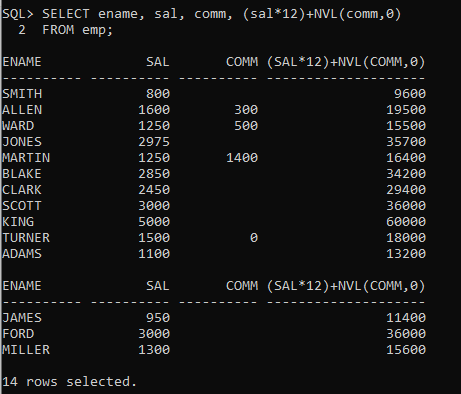 SQL> SELECT ename, sal, comm, (sal*12)+NVL(comm,0)
  2  FROM emp;

ENAME             SAL       COMM (SAL*12)+NVL(COMM,0)
---------- ---------- ---------- --------------------
SMITH             800                            9600
ALLEN            1600        300                19500
WARD             1250        500                15500
JONES            2975                           35700
MARTIN           1250       1400                16400
BLAKE            2850                           34200
CLARK            2450                           29400
SCOTT            3000                           36000
KING             5000                           60000
TURNER           1500          0                18000
ADAMS            1100                           13200

ENAME             SAL       COMM (SAL*12)+NVL(COMM,0)
---------- ---------- ---------- --------------------
JAMES             950                           11400
FORD             3000                           36000
MILLER           1300                           15600

14 rows selected.